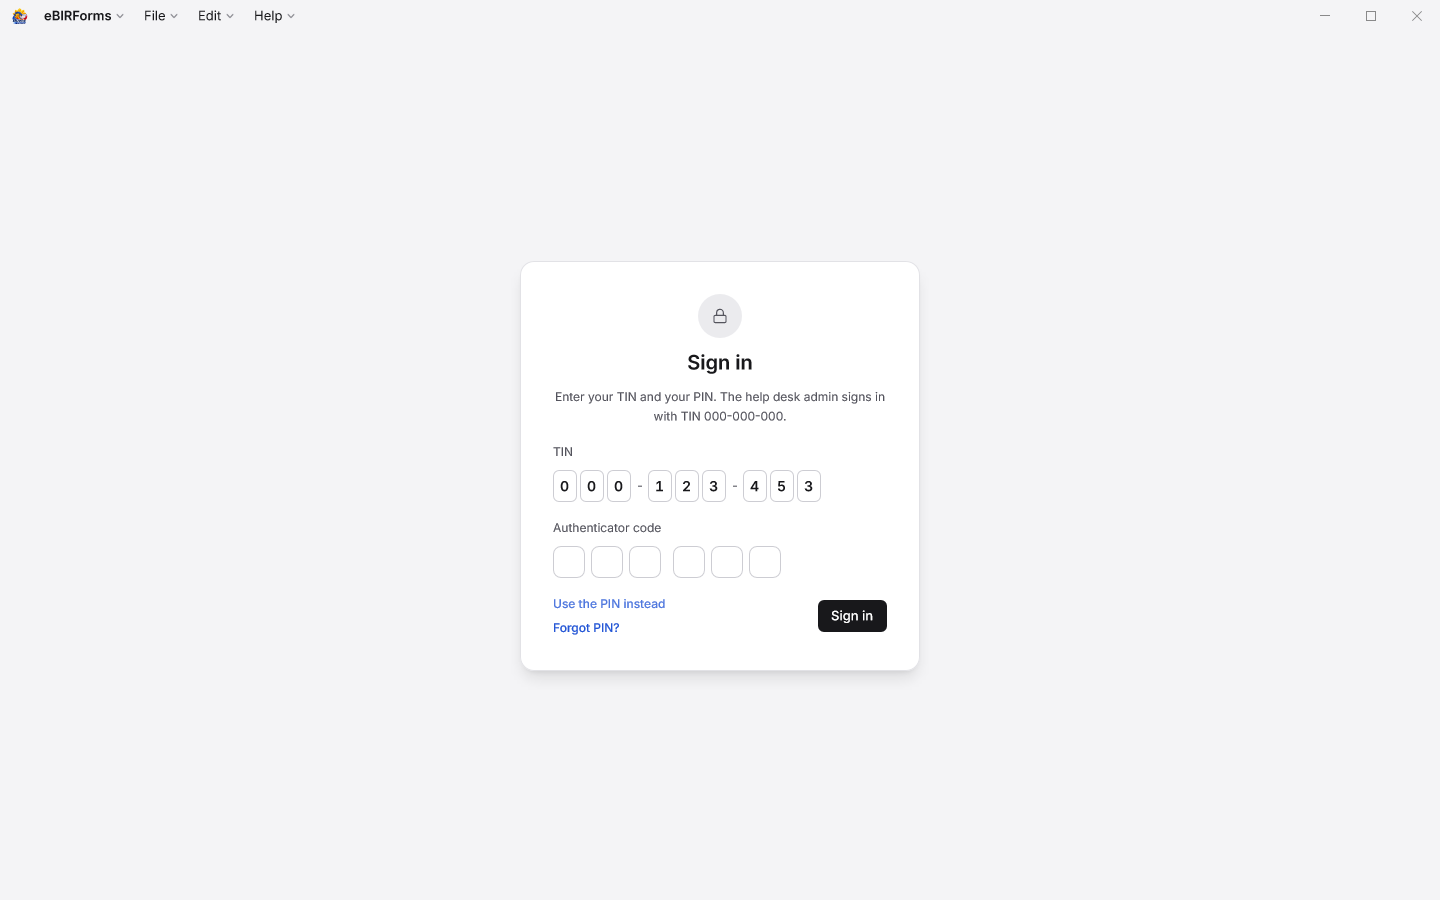 eBIRForms File Edit Help
Sign in
Enter your TIN and your PIN. The help desk admin signs in
with TIN 000-000-000.
TIN
0 0 0 - 1 2 3 - 4 5 3
Authenticator code
Use the PIN instead
Sign in
Forgot PIN?